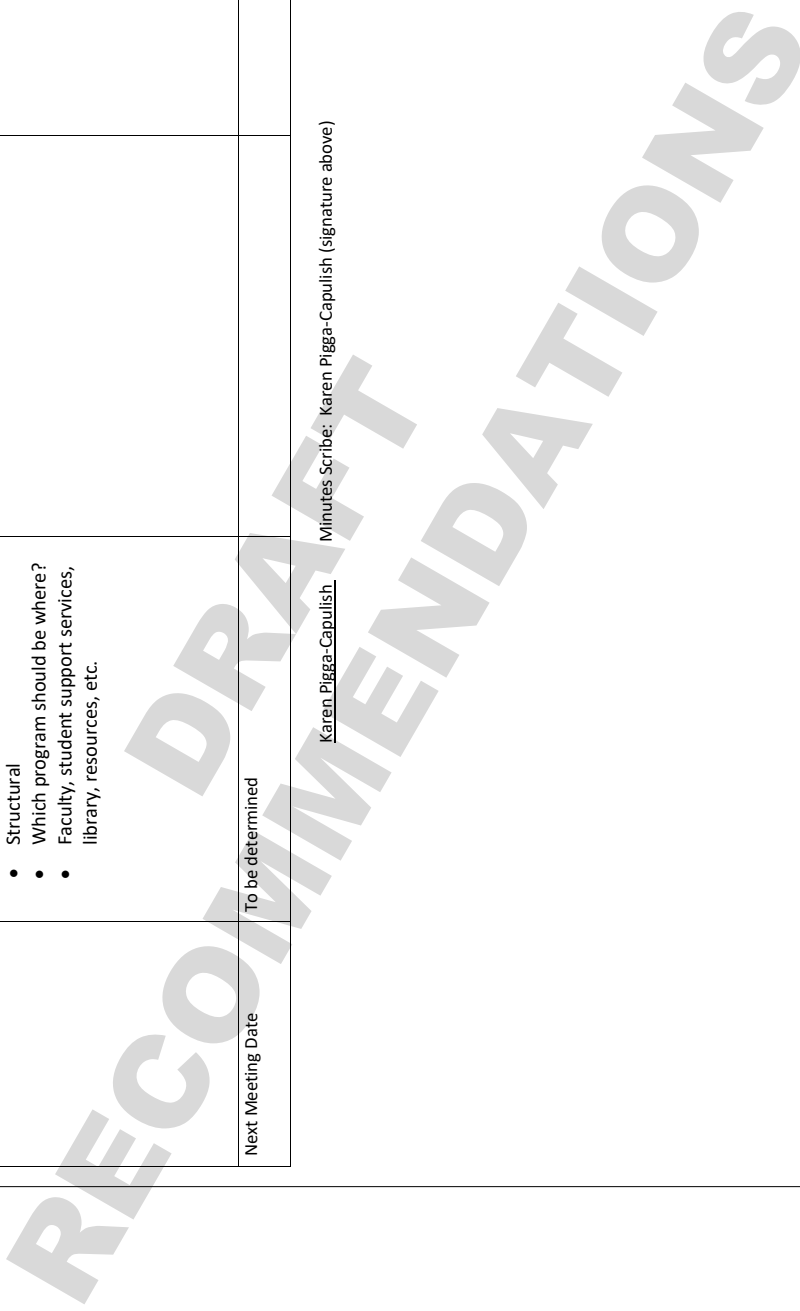 • Structural
• Which program should be where?
• Faculty, student support services,
library, resources, etc.
Next Meeting Date
To be determined
Karen Pigga-Capulish
Minutes Scribe: Karen Pigga-Capulish (signature above)
DRAFT
RECOMMENDATIONS